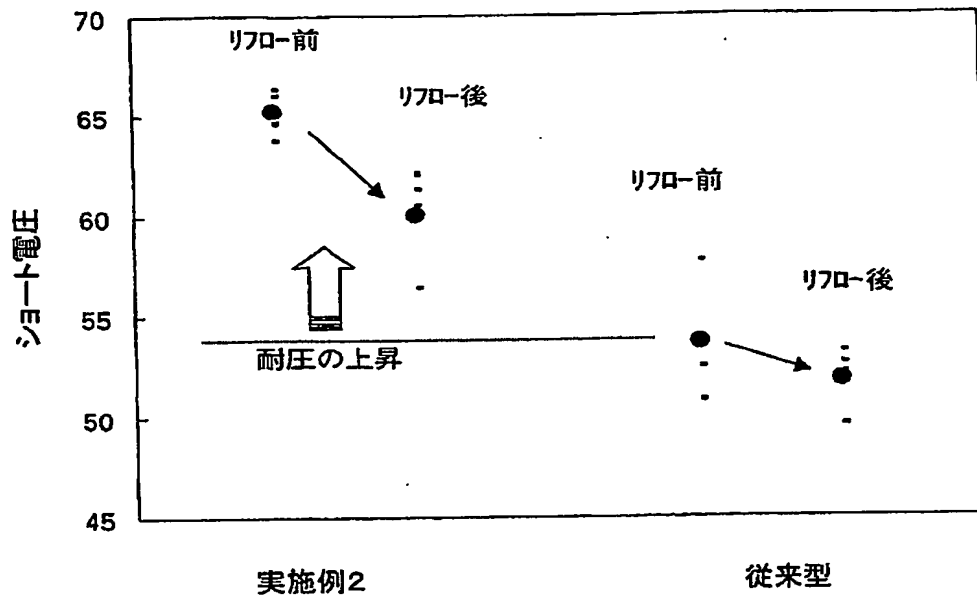 70
リフロー前
リフロー後
65
リフロー前
60
リフロー後
55
耐圧の上昇
50
45
ショート電圧
実施例2
従来型